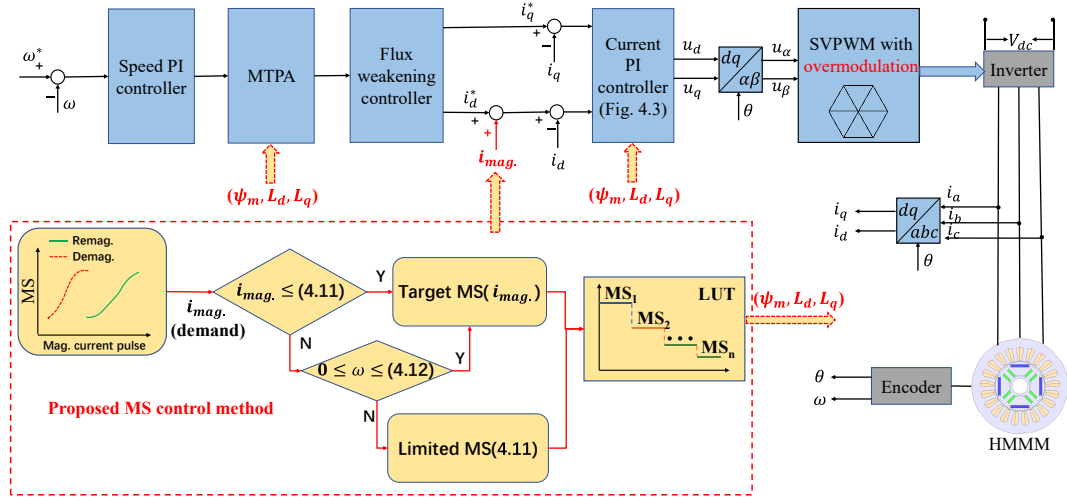 ω*
+
−
ω
Speed PI
controller
MTPA
Flux
weakening
controller
i*q
+
−
iq
i*d
+
+
imag.
+
−
id
Current
PI
controller
(Fig. 4.3)
ud
uq
dq
αβ
θ
uα
uβ
SVPWM with
overmodulation
Vdc
Inverter
(ψm, Ld, Lq)
(ψm, Ld, Lq)
ia
ib
ic
iq
id
dq
abc
θ
MS
Remag.
Demag.
Mag. current pulse
imag.
(demand)
imag. ≤ (4.11)
Y
N
Target MS(imag.)
0 ≤ ω ≤ (4.12)
Y
N
Limited MS(4.11)
Proposed MS control method
LUT
MS1
MS2
•••
MSn
(ψm, Ld, Lq)
θ
ω
Encoder
HMMM